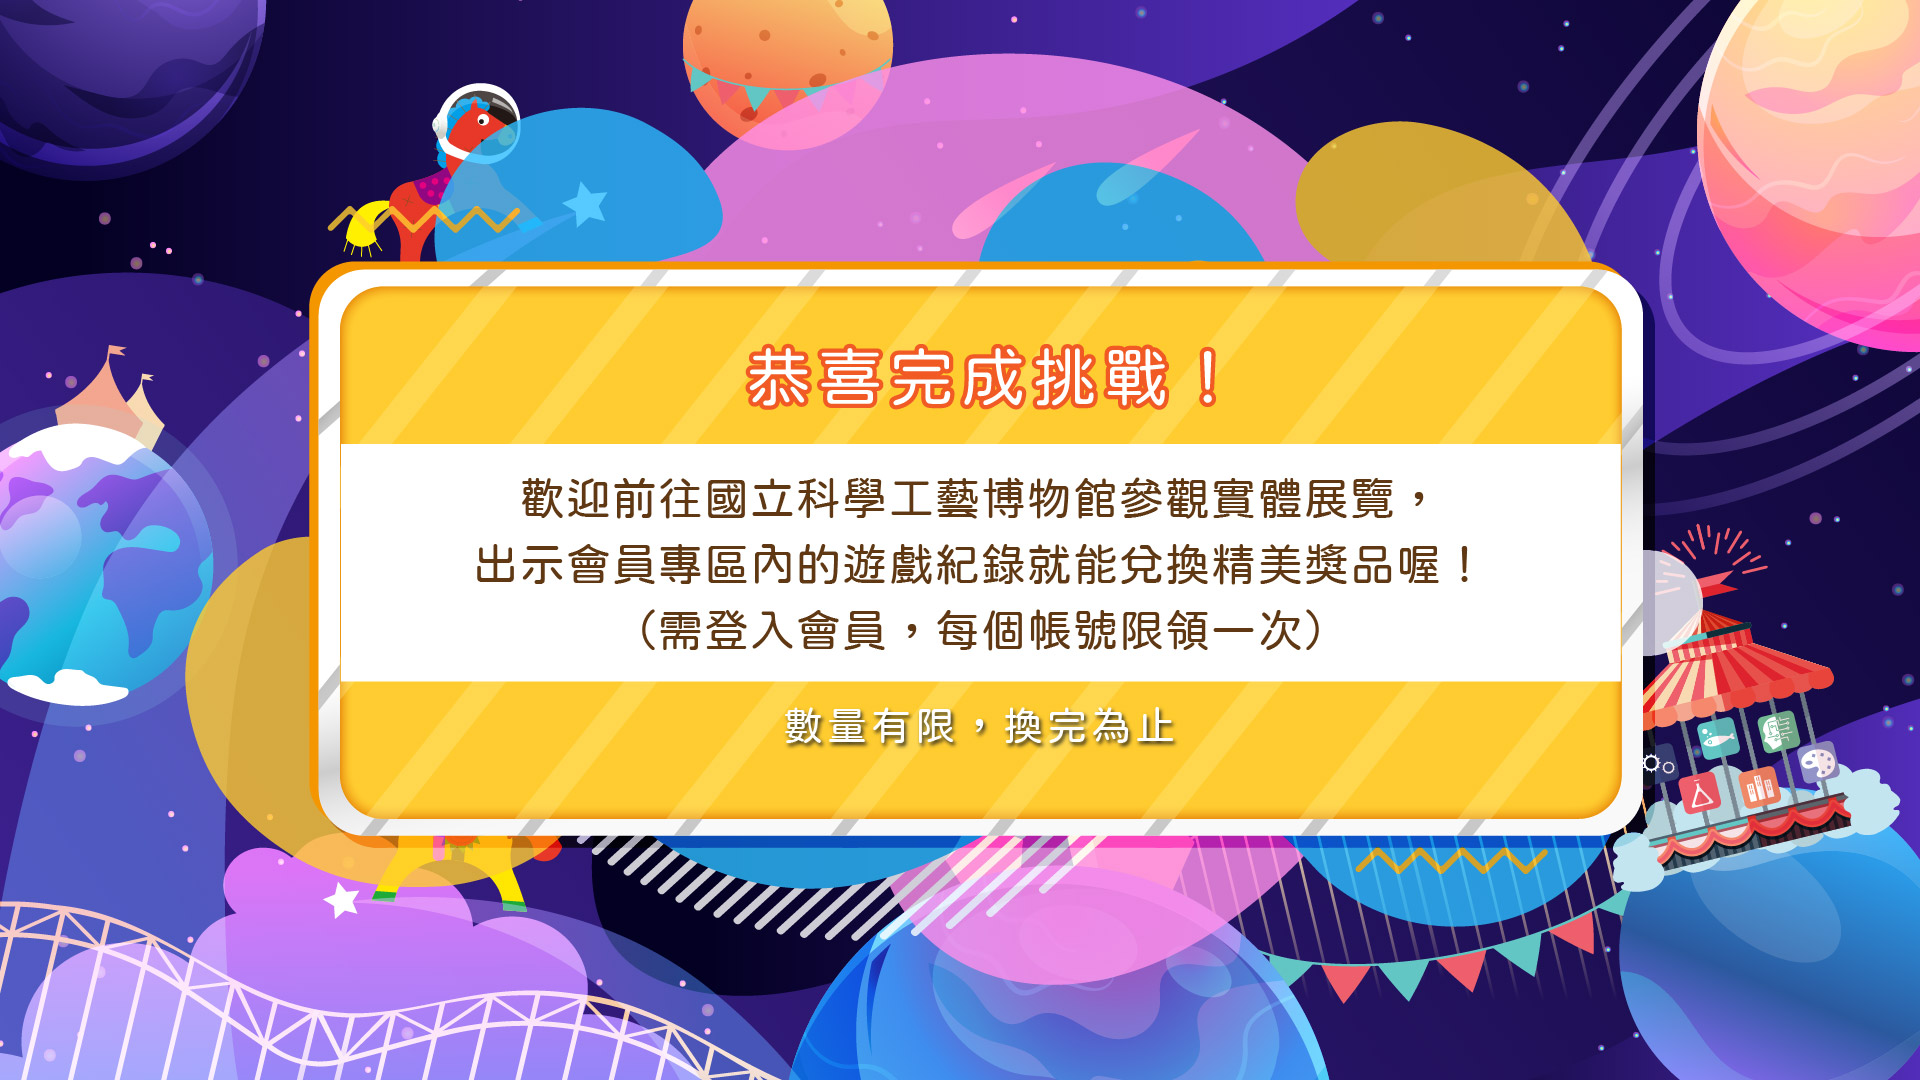 恭喜完成挑戰！
歡迎前往國立科學工藝博物館參觀實體展覽，
出示會員專區內的遊戲紀錄就能兌換精美獎品喔！
（需登入會員，每個帳號限領一次）
數量有限，換完為止